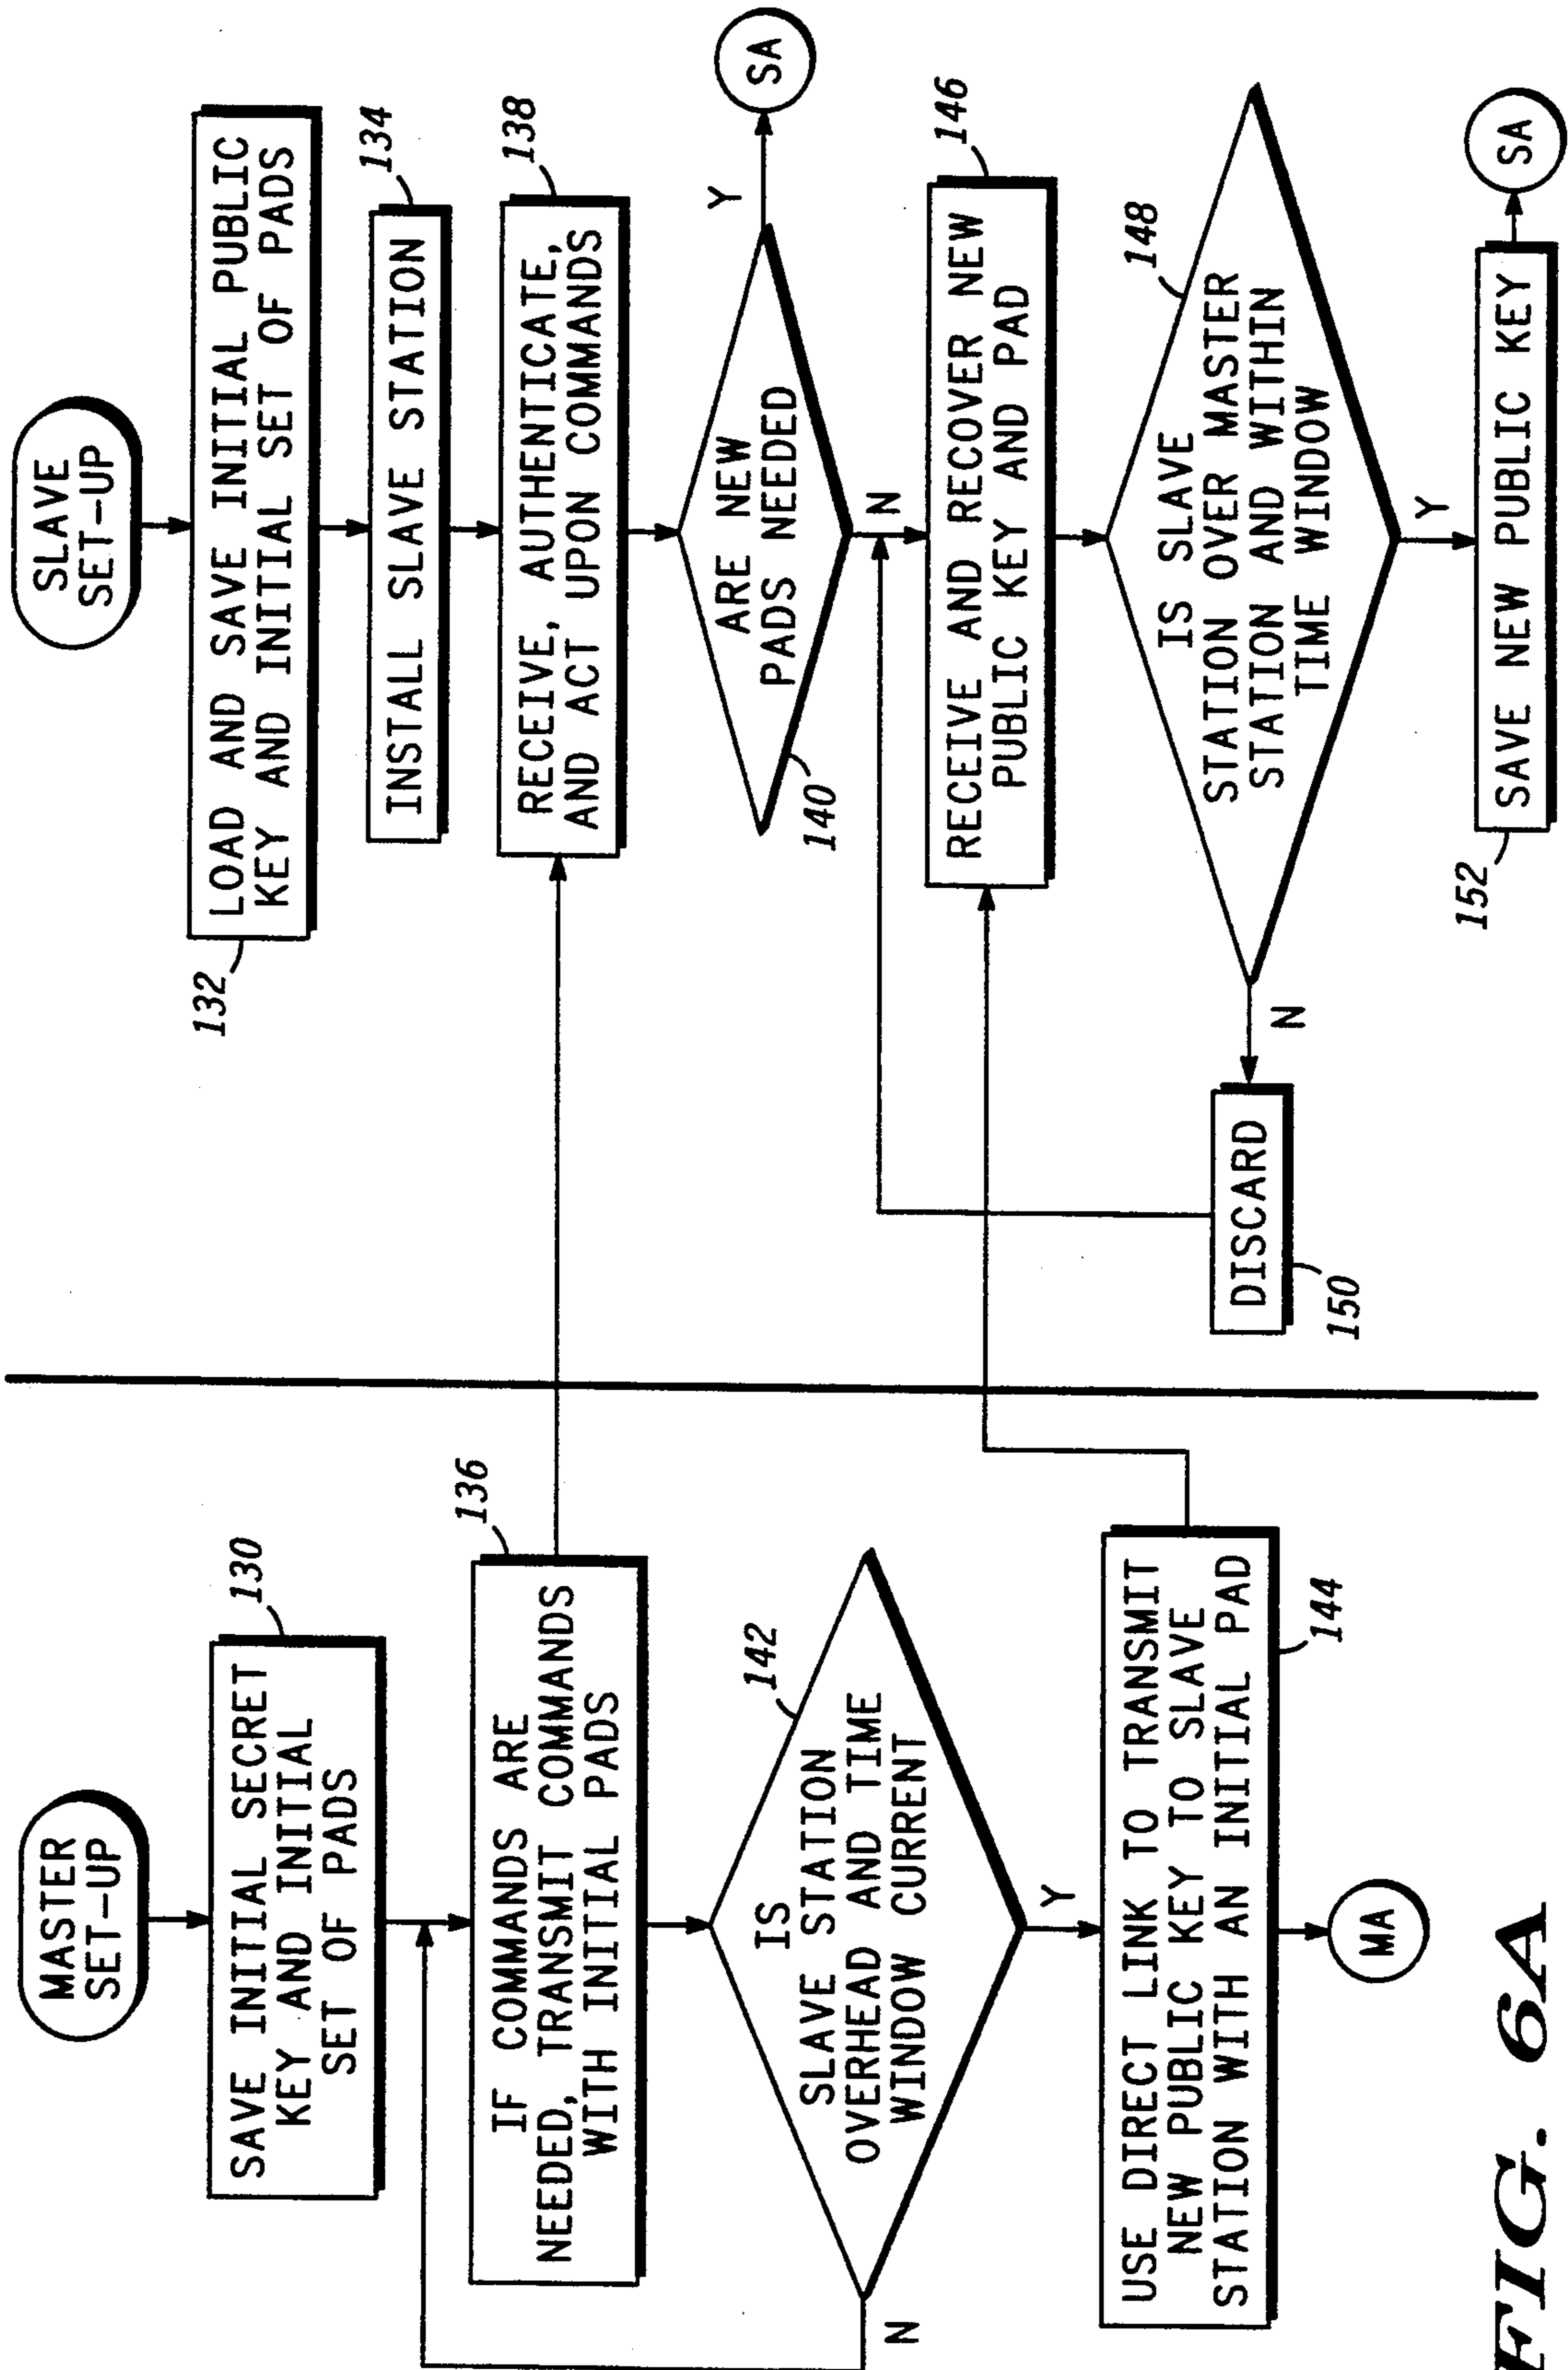 MASTER
SET-UP
SAVE INITIAL SECRET
KEY AND INITIAL
SET OF PADS
130
IF COMMANDS ARE
NEEDED, TRANSMIT COMMANDS
WITH INITIAL PADS
136
IS
SLAVE STATION
OVERHEAD AND TIME
WINDOW CURRENT
142
N
Y
USE DIRECT LINK TO TRANSMIT
NEW PUBLIC KEY TO SLAVE
STATION WITH AN INITIAL PAD
144
MA
SLAVE
SET-UP
LOAD AND SAVE INITIAL PUBLIC
KEY AND INITIAL SET OF PADS
132
INSTALL SLAVE STATION
134
RECEIVE, AUTHENTICATE,
AND ACT UPON COMMANDS
138
ARE NEW
PADS NEEDED
140
Y
SA
N
RECEIVE AND RECOVER NEW
PUBLIC KEY AND PAD
146
IS SLAVE
STATION OVER MASTER
STATION AND WITHIN
TIME WINDOW
148
N
DISCARD
150
Y
SAVE NEW PUBLIC KEY
152
SA
FIG. 6A